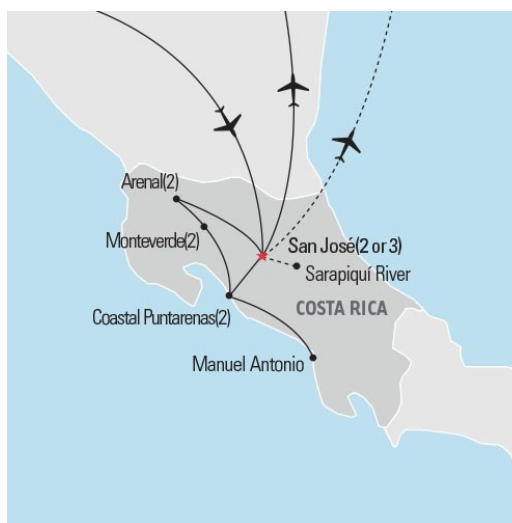 Arenal(2)
Monteverde(2)
San José(2 or 3)
Sarapiquí River
Coastal Puntarenas(2)
COSTA RICA
Manuel Antonio